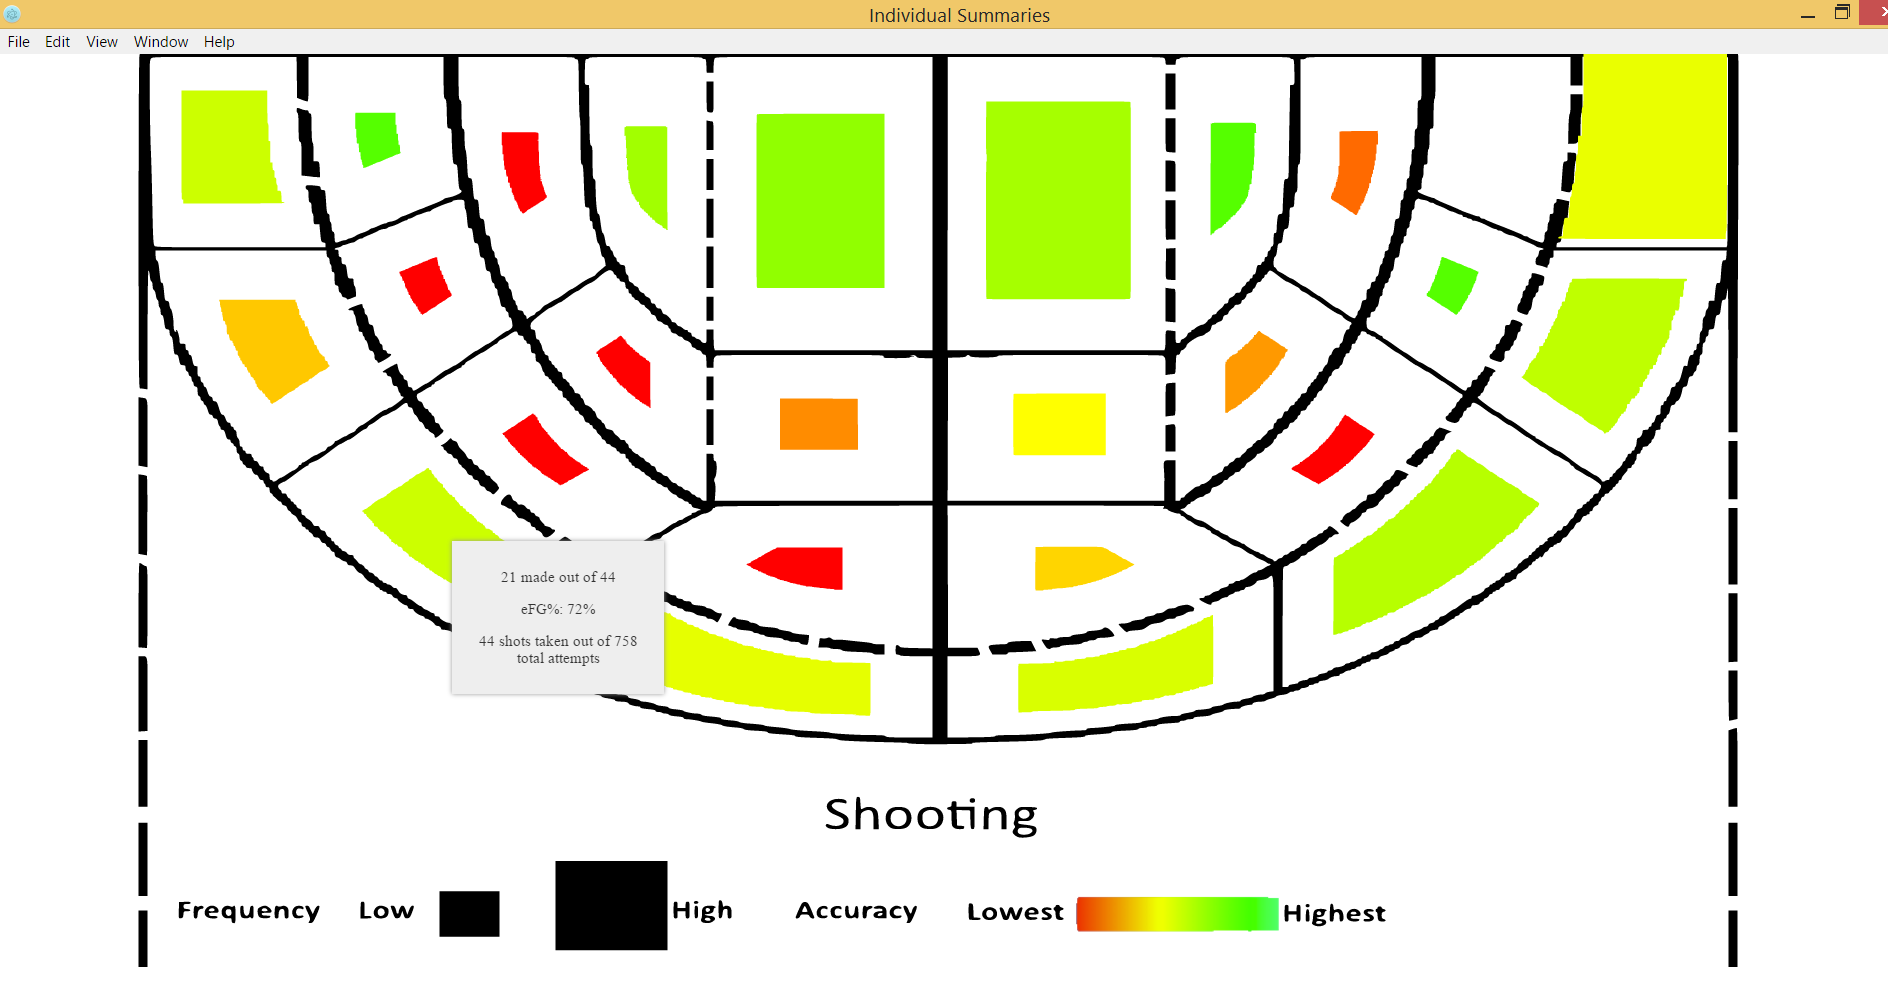 Individual Summaries
File Edit View Window Help
21 made out of 44
eFG%: 72%
44 shots taken out of 758
total attempts
Shooting
Frequency Low High Accuracy Lowest Highest